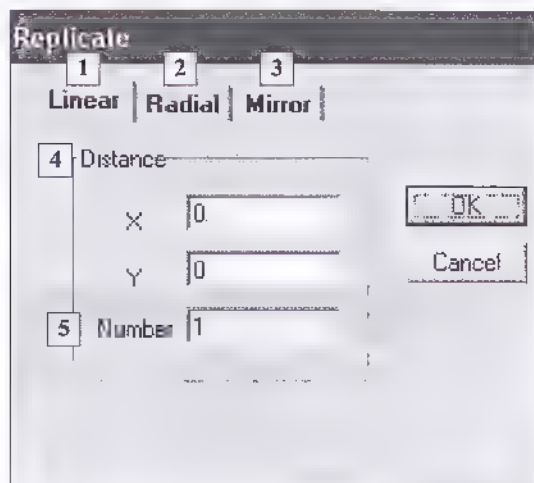 Replicate
1 2 3
Linear Radial Mirror
4 Distance
X 0.
OK
Y 0
Cancel
5 Number 1